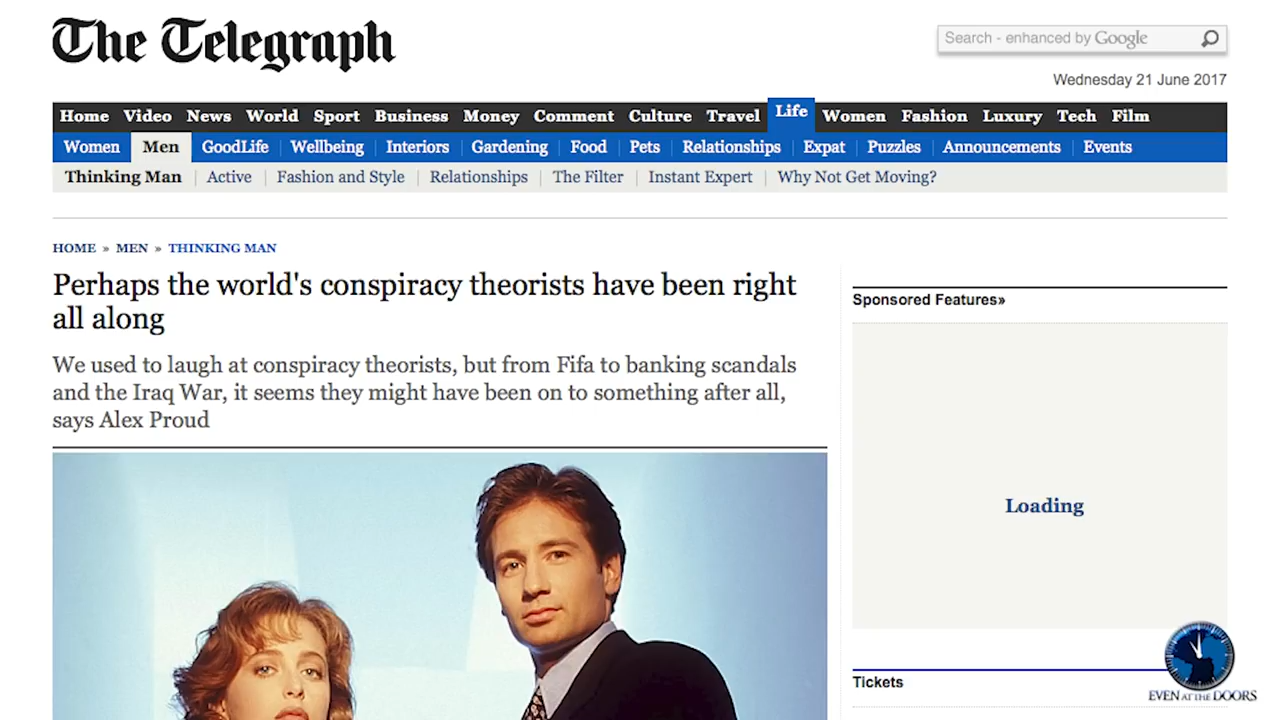 The Telegraph
Search - enhanced by Google
Wednesday 21 June 2017
Home Video News World Sport Business Money Comment Culture Travel Life Women Fashion Luxury Tech Film
Women Men GoodLife Wellbeing Interiors Gardening Food Pets Relationships Expat Puzzles Announcements Events
Thinking Man Active Fashion and Style Relationships The Filter Instant Expert Why Not Get Moving?
HOME » MEN » THINKING MAN
Perhaps the world's conspiracy theorists have been right
all along
We used to laugh at conspiracy theorists, but from Fifa to banking scandals
and the Iraq War, it seems they might have been on to something after all,
says Alex Proud
Sponsored Features»
Loading
Tickets
EVEN AT THE DOORS